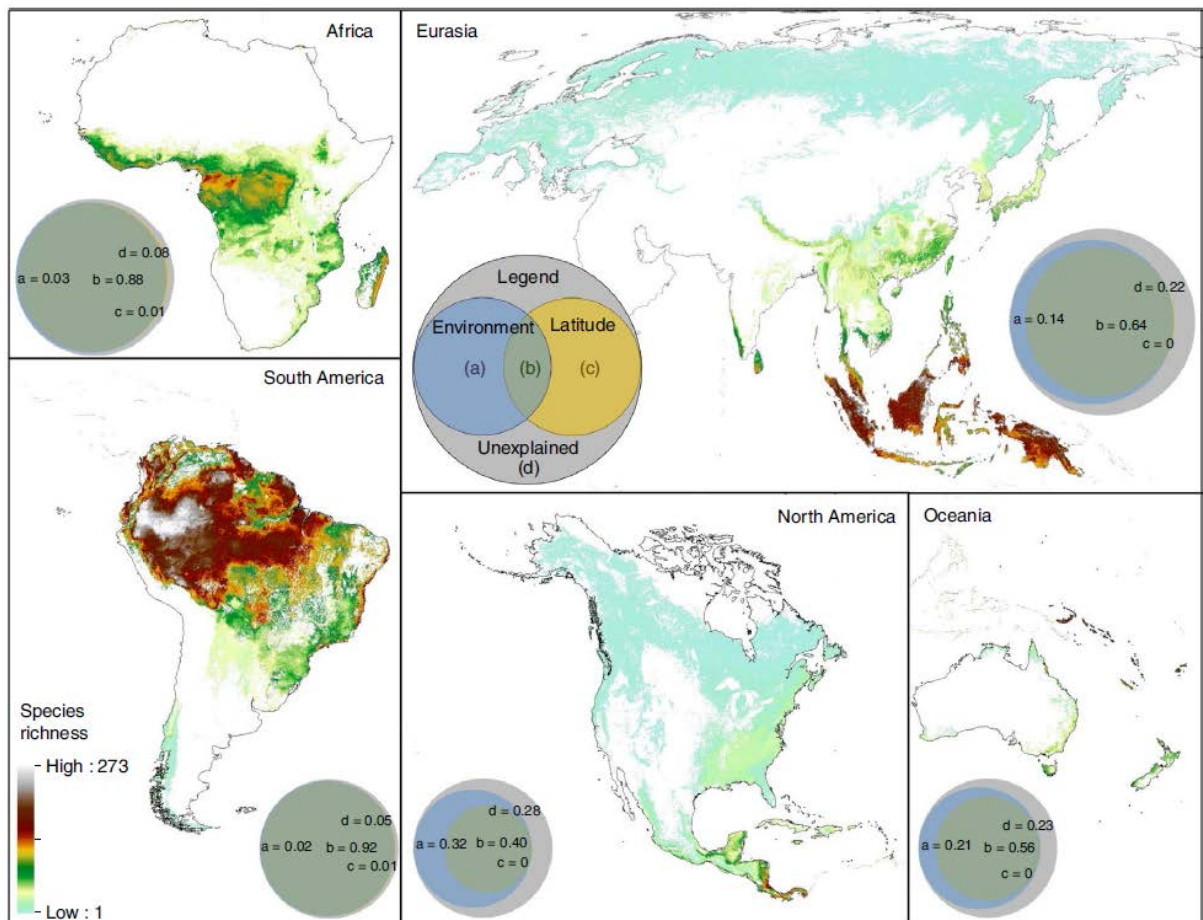 Africa
d = 0.08
a = 0.03 b = 0.88
c = 0.01
Eurasia
Legend
Environment Latitude
(a) (b) (c)
Unexplained
(d)
d = 0.22
a = 0.14 b = 0.64
c = 0
South America
Species
richness
High : 273
Low : 1
d = 0.05
a = 0.02 b = 0.92
c = 0.01
North America
d = 0.28
a = 0.32 b = 0.40
c = 0
Oceania
d = 0.23
a = 0.21 b = 0.56
c = 0